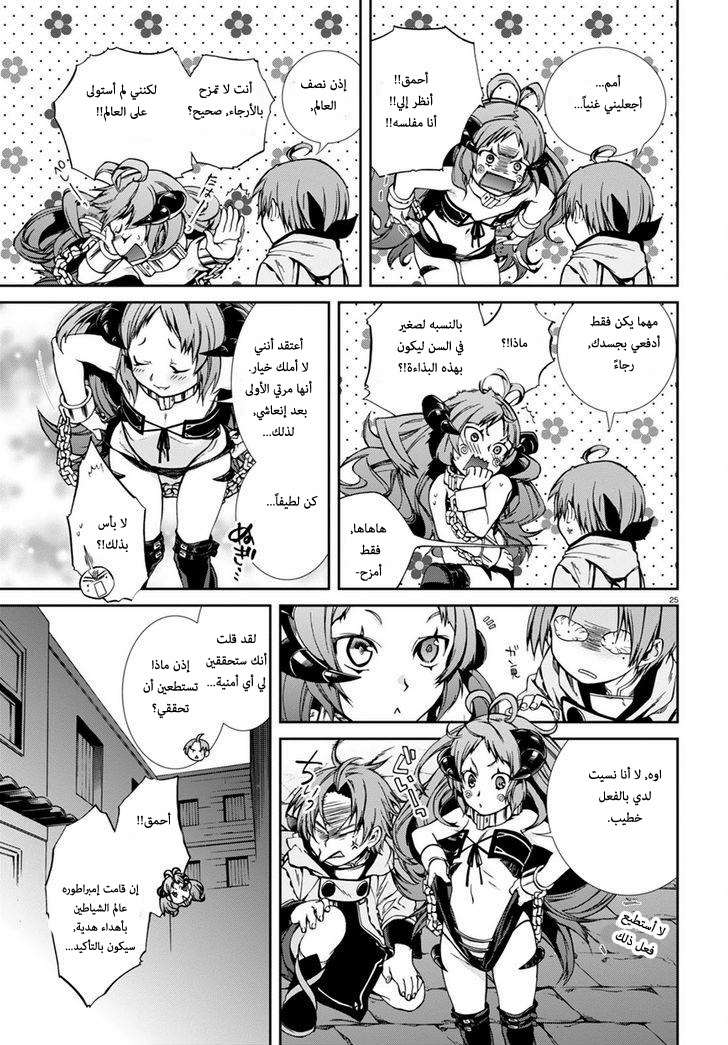 أمم...
أجعليني غنياً...
أحمق!!
أنظر إلي!!
أنا مفلسه!!
إذن نصف
العالم,
أنت لا تمزح
بالأرجاء, صحيح؟
لكنني لم أستولى
على العالم!!
مهما يكن فقط
أدفعي بجسدك,
رجاءً
ماذا!؟
بالنسبه لصغير
في السن ليكون
بهذه البذاءة!؟
هاهاها,
فقط
أمزح-
أعتقد أنني
لا أملك خيار.
أنها مرتي الأولى
بعد إنعاشي,
لذلك...
كن لطيفاً...
لا بأس
بذلك!؟
25
اوه, لا أنا نسيت
لدي بالفعل
خطيب.
لا أستطيع
فعل ذلك
لقد قلت
أنك ستحققين
لي أي أمنية...
إذن ماذا
تستطعين أن
تحققي؟
أحمق!!
إن قامت إمبراطوره
عالم الشياطين
بأهداء هدية,
سيكون بالتأكيد...